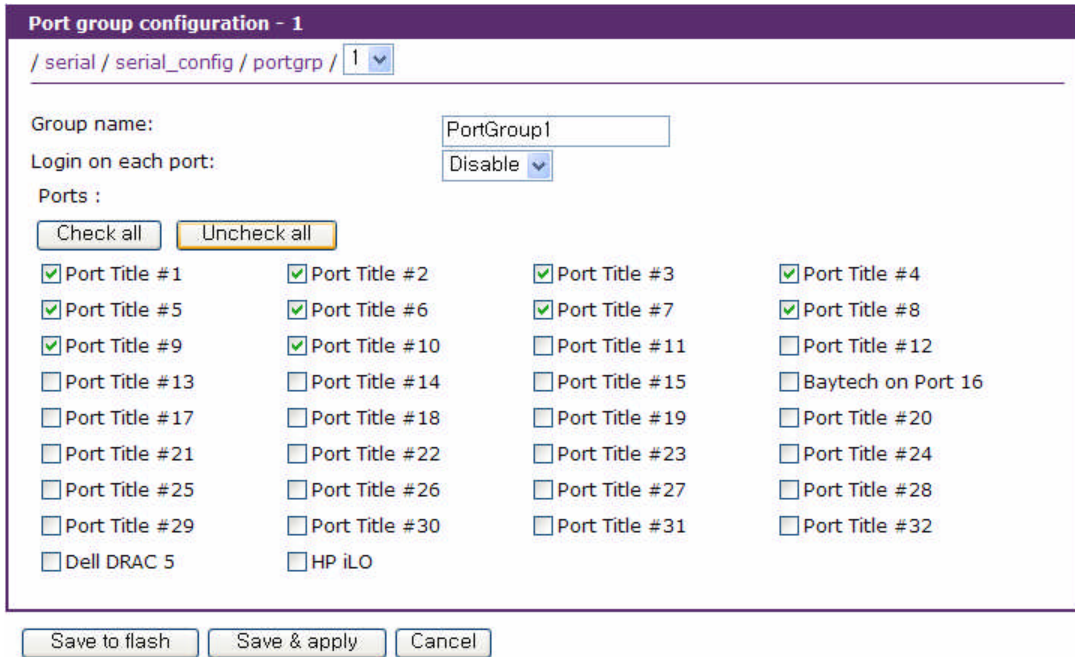 Port group configuration - 1
/ serial / serial_config / portgrp / 1
Group name: PortGroup1
Login on each port: Disable
Ports :
Check all Uncheck all
Port Title #1 Port Title #2 Port Title #3 Port Title #4
Port Title #5 Port Title #6 Port Title #7 Port Title #8
Port Title #9 Port Title #10 Port Title #11 Port Title #12
Port Title #13 Port Title #14 Port Title #15 Baytech on Port 16
Port Title #17 Port Title #18 Port Title #19 Port Title #20
Port Title #21 Port Title #22 Port Title #23 Port Title #24
Port Title #25 Port Title #26 Port Title #27 Port Title #28
Port Title #29 Port Title #30 Port Title #31 Port Title #32
Dell DRAC 5 HP iLO
Save to flash Save & apply Cancel